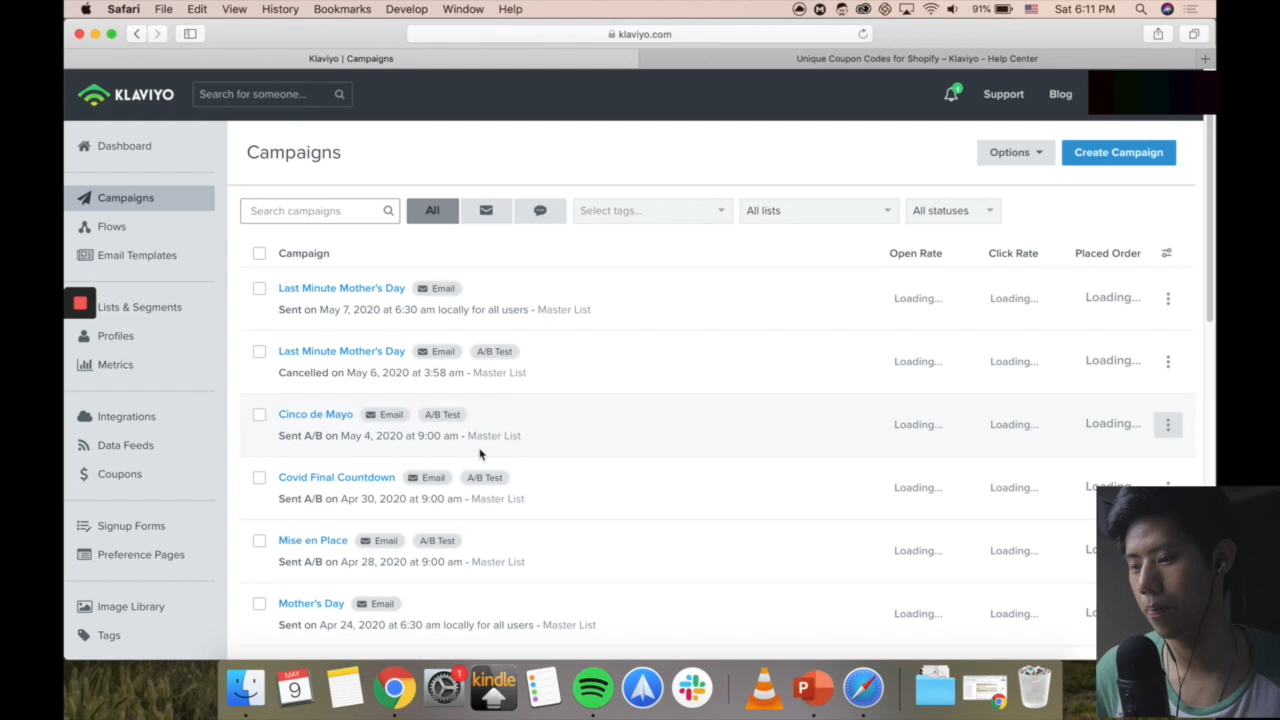 Safari File Edit View History Bookmarks Develop Window Help 91% Sat 6:11 PM
klaviyo.com
Klaviyo | Campaigns Unique Coupon Codes for Shopify – Klaviyo - Help Center
KLAVIYO Search for someone... 1 Support Blog
Dashboard
Campaigns
Flows
Email Templates
Lists & Segments
Profiles
Metrics
Integrations
Data Feeds
Coupons
Signup Forms
Preference Pages
Image Library
Tags
Campaigns Options Create Campaign
Search campaigns All Select tags... All lists All statuses
Campaign Open Rate Click Rate Placed Order
Last Minute Mother's Day Email
Sent on May 7, 2020 at 6:30 am locally for all users - Master List
Loading... Loading... Loading...
Last Minute Mother's Day Email A/B Test
Cancelled on May 6, 2020 at 3:58 am - Master List
Loading... Loading... Loading...
Cinco de Mayo Email A/B Test
Sent A/B on May 4, 2020 at 9:00 am - Master List
Loading... Loading... Loading...
Covid Final Countdown Email A/B Test
Sent A/B on Apr 30, 2020 at 9:00 am - Master List
Loading... Loading...
Mise en Place Email A/B Test
Sent A/B on Apr 28, 2020 at 9:00 am - Master List
Loading... Loading...
Mother's Day Email
Sent on Apr 24, 2020 at 6:30 am locally for all users - Master List
Loading... Loading...
MAY
9
1
kindle
P